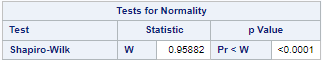 Tests for Normality
Test Statistic p Value
Shapiro-Wilk W 0.95882 Pr < W <0.0001